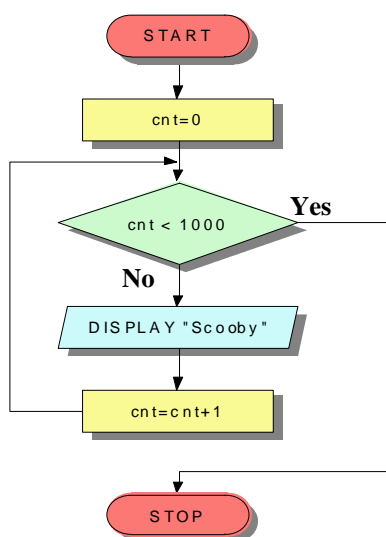 START
cnt=0
cnt < 1000
Yes
No
DISPLAY "Scooby"
cnt=cnt+1
STOP